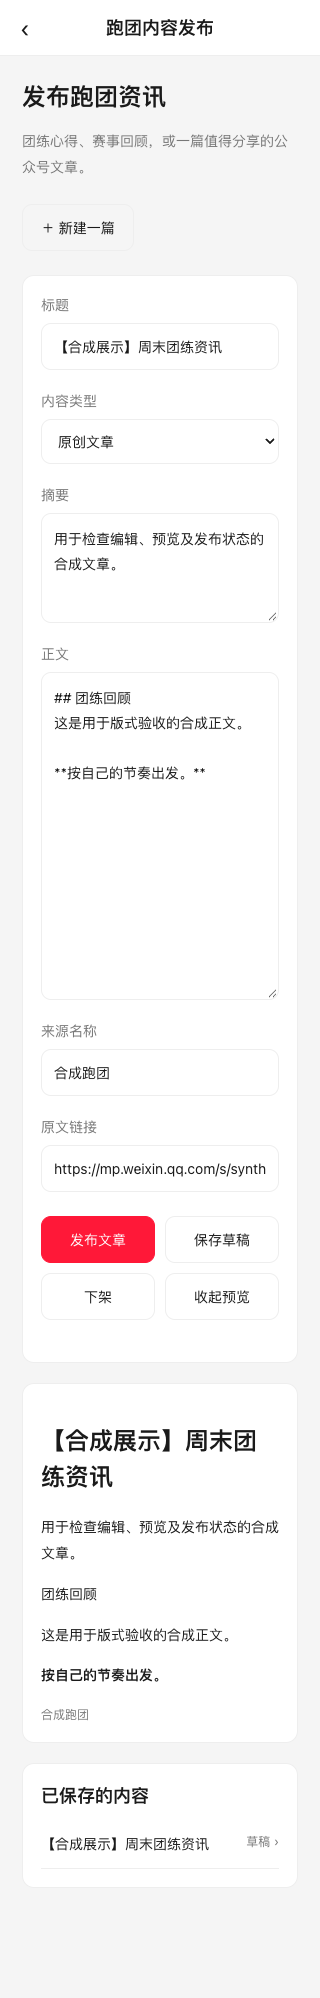 ‹ 跑团内容发布
发布跑团资讯
团练心得、赛事回顾，或一篇值得分享的公
众号文章。
＋ 新建一篇
标题
【合成展示】周末团练资讯
内容类型
原创文章
摘要
用于检查编辑、预览及发布状态的
合成文章。
正文
## 团练回顾
这是用于版式验收的合成正文。
**按自己的节奏出发。**
来源名称
合成跑团
原文链接
https://mp.weixin.qq.com/s/synth
发布文章 保存草稿
下架 收起预览
【合成展示】周末团
练资讯
用于检查编辑、预览及发布状态的合成
文章。
团练回顾
这是用于版式验收的合成正文。
按自己的节奏出发。
合成跑团
已保存的内容
【合成展示】周末团练资讯 草稿 ›